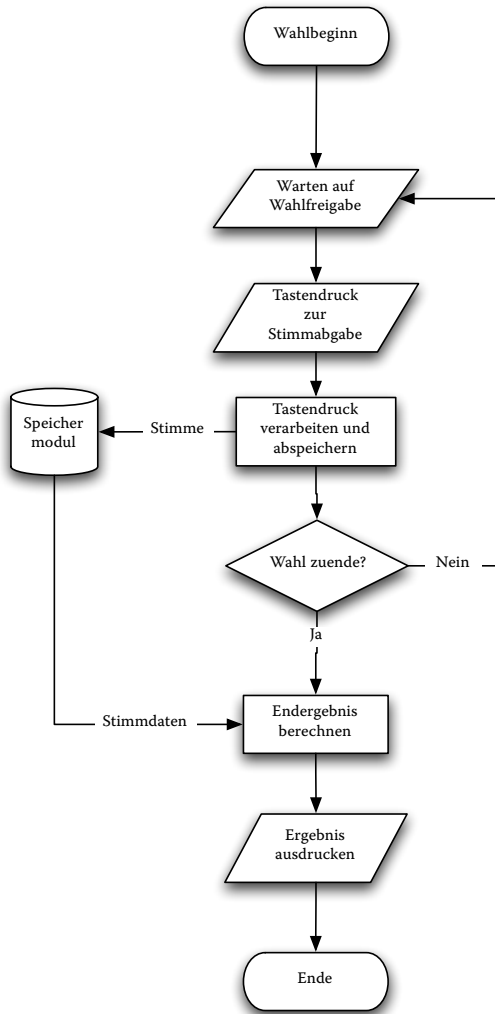 Wahlbeginn
Warten auf
Wahlfreigabe
Tastendruck
zur
Stimmabgabe
Speicher
modul
Stimme
Tastendruck
verarbeiten und
abspeichern
Wahl zuende?
Nein
Ja
Stimmdaten
Endergebnis
berechnen
Ergebnis
ausdrucken
Ende